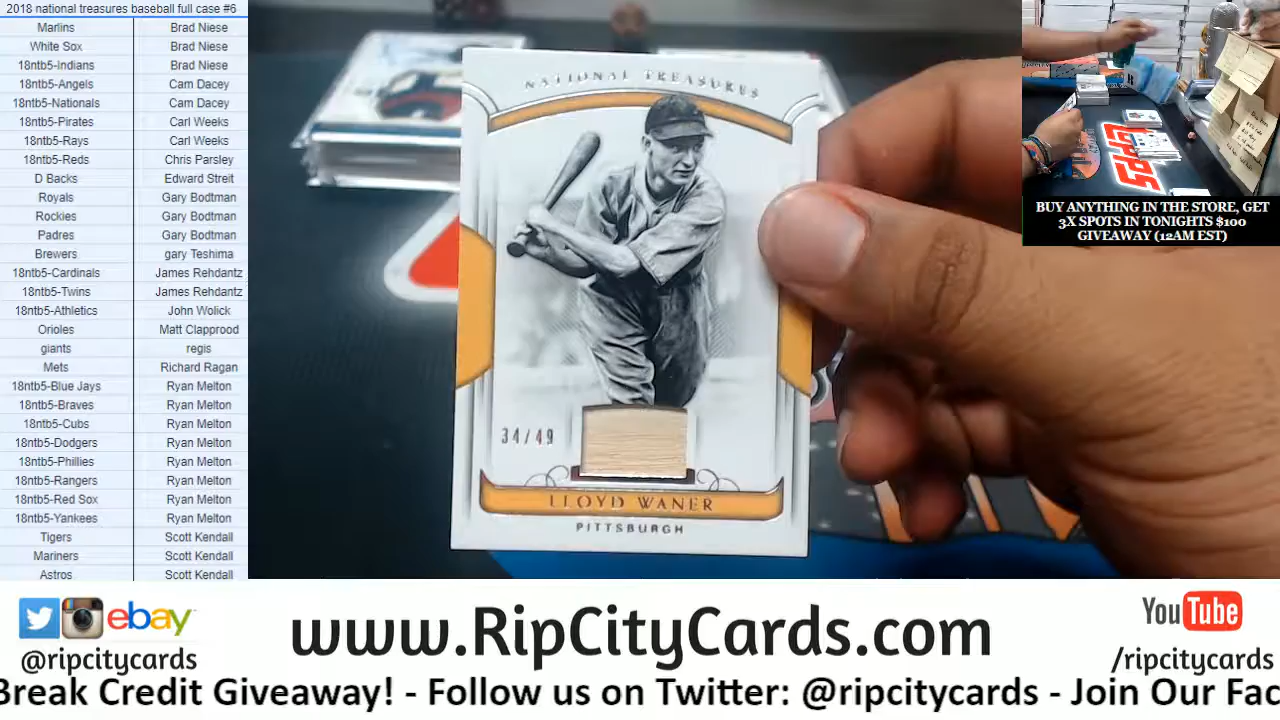 2018 national treasures baseball full case #6
Marlins Brad Niese
White Sox Brad Niese
18ntb5-Indians Brad Niese
18ntb5-Angels Cam Dacey
18ntb5-Nationals Cam Dacey
18ntb5-Pirates Carl Weeks
18ntb5-Rays Carl Weeks
18ntb5-Reds Chris Parsley
D Backs Edward Streit
Royals Gary Bodtman
Rockies Gary Bodtman
Padres Gary Bodtman
Brewers gary Teshima
18ntb5-Cardinals James Rehdantz
18ntb5-Twins James Rehdantz
18ntb5-Athletics John Wolick
Orioles Matt Clapprood
giants regis
Mets Richard Ragan
18ntb5-Blue Jays Ryan Melton
18ntb5-Braves Ryan Melton
18ntb5-Cubs Ryan Melton
18ntb5-Dodgers Ryan Melton
18ntb5-Phillies Ryan Melton
18ntb5-Rangers Ryan Melton
18ntb5-Red Sox Ryan Melton
18ntb5-Yankees Ryan Melton
Tigers Scott Kendall
Mariners Scott Kendall
Astros Scott Kendall
NATIONAL TREASURES
34/49
LLOYD WANER
PITTSBURGH
TOPPS
BUY ANYTHING IN THE STORE, GET
3X SPOTS IN TONIGHTS $100
GIVEAWAY (12AM EST)
ebay
@ripcitycards
www.RipCityCards.com
YouTube
/ripcitycards
Break Credit Giveaway! - Follow us on Twitter: @ripcitycards - Join Our Fac